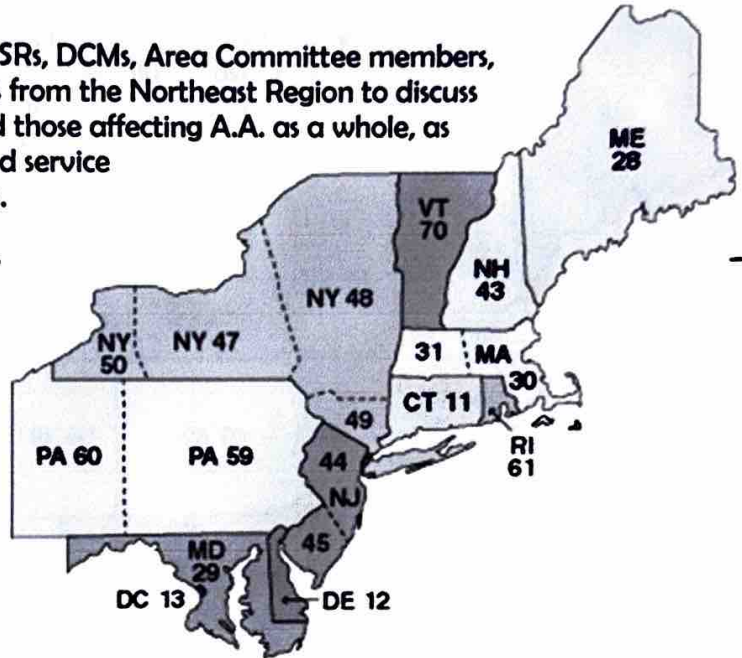 SRs, DCMs, Area Committee members,
s from the Northeast Region to discuss
d those affecting A.A. as a whole, as
d service
.
s
ME
28
VT
70
NH
43
NY 48
NY 47
NY
50
31
MA
30
CT 11
49
RI
61
PA 60
PA 59
44
NJ
45
MD
29
DC 13
DE 12